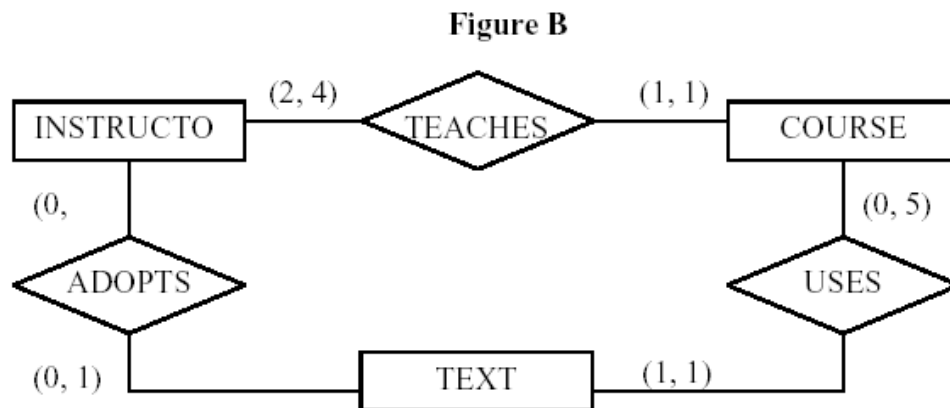 Figure B
(2, 4)
(1, 1)
INSTRUCTO
TEACHES
COURSE
(0,
(0, 5)
ADOPTS
USES
(0, 1)
TEXT
(1, 1)